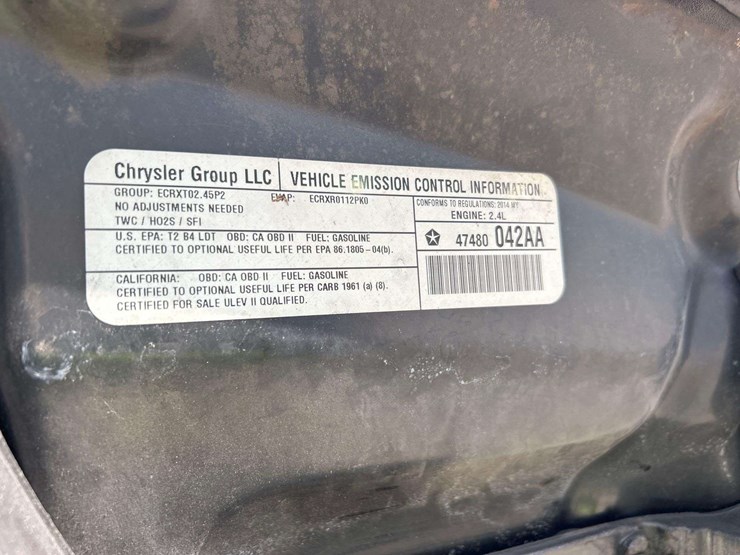 Chrysler Group LLC VEHICLE EMISSION CONTROL INFORMATION
GROUP: ECRXT02.45P2 EVAP: ECRXR0112PK0
CONFORMS TO REGULATIONS: 2014 MY
NO ADJUSTMENTS NEEDED
ENGINE: 2.4L
TWC / HO2S / SFI
U.S. EPA: T2 B4 LDT OBD: CA OBD II FUEL: GASOLINE
CERTIFIED TO OPTIONAL USEFUL LIFE PER EPA 86.1805-04(b).
47480 042AA
CALIFORNIA: OBD: CA OBD II FUEL: GASOLINE
CERTIFIED TO OPTIONAL USEFUL LIFE PER CARB 1961 (a) (8).
CERTIFIED FOR SALE ULEV II QUALIFIED.